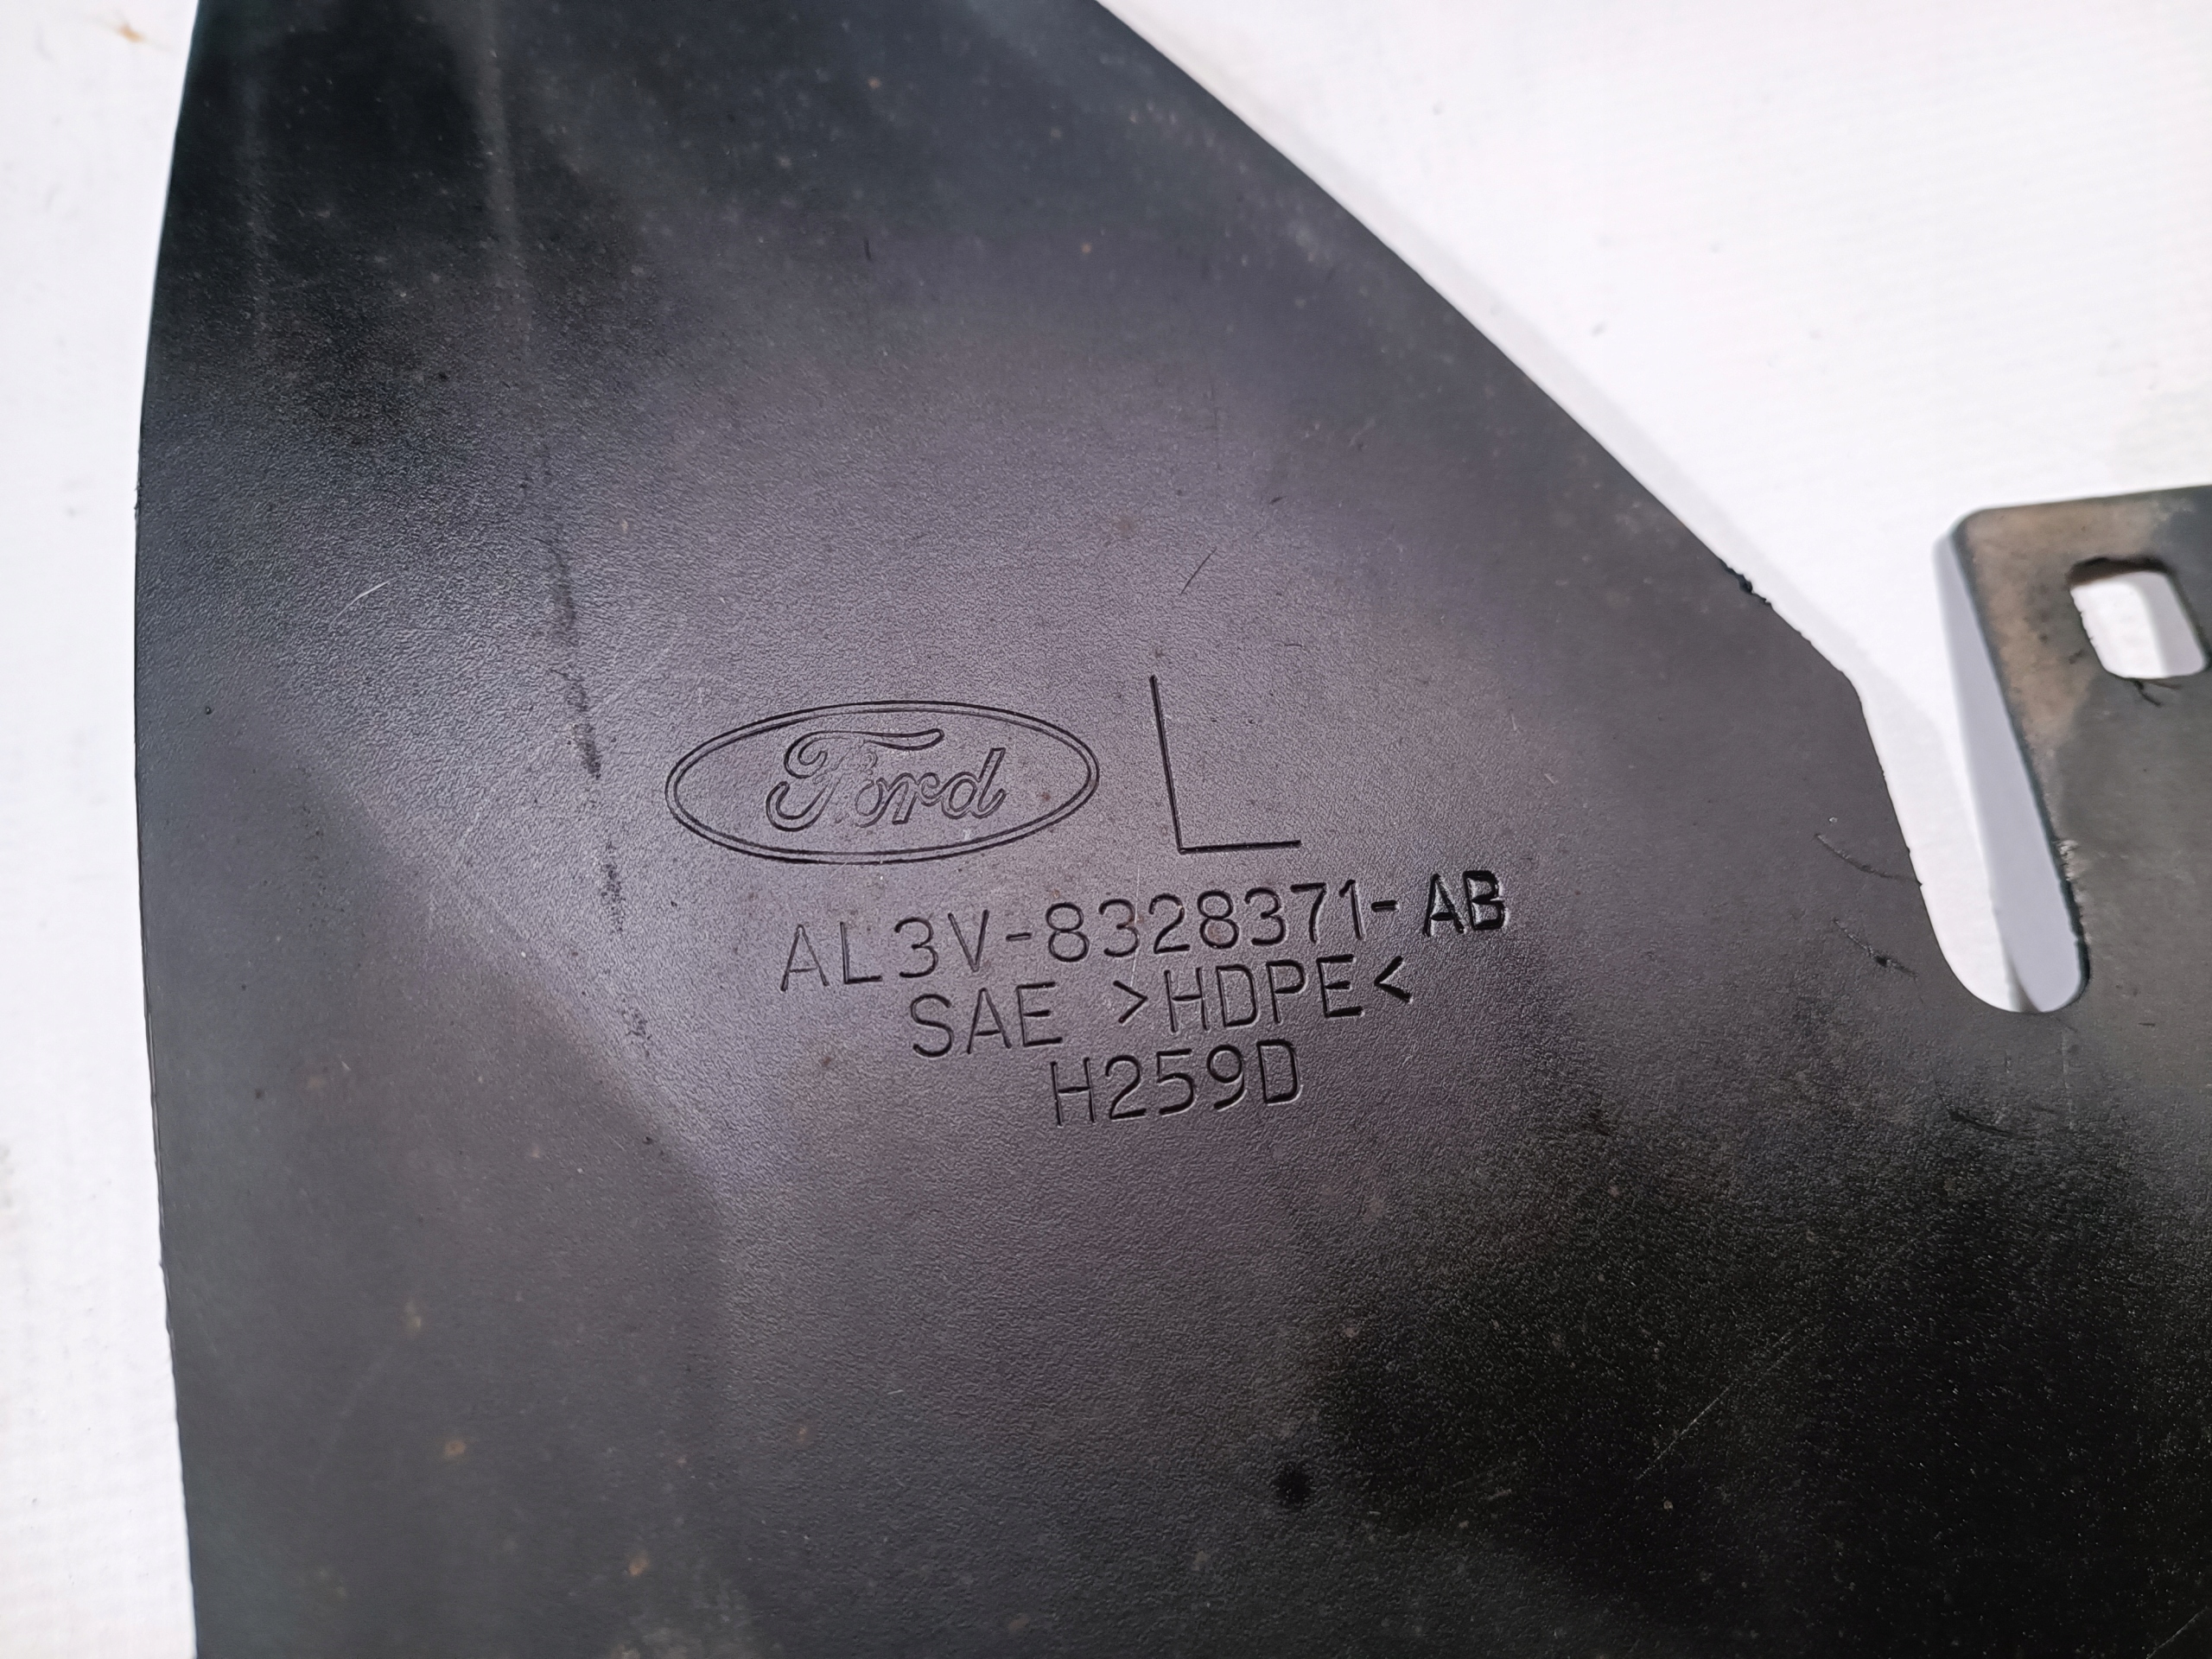 Ford L
AL3V-8328371-AB
SAE >HDPE<
H259D